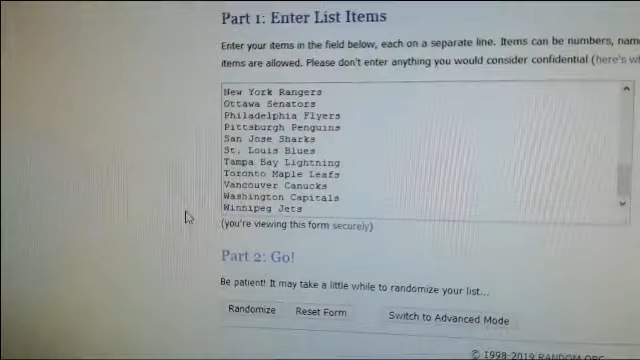 Part 1: Enter List Items
Enter your items in the field below, each on a separate line. Items can be numbers,
items are allowed. Please don't enter anything you would consider confidential (here's
New York Rangers
Ottawa Senators
Philadelphia Flyers
Pittsburgh Penguins
San Jose Sharks
St. Louis Blues
Tampa Bay Lightning
Toronto Maple Leafs
Vancouver Canucks
Washington Capitals
Winnipeg Jets
(you're viewing this form securely)
Part 2: Go!
Be patient! It may take a little while to randomize your list...
Randomize Reset Form Switch to Advanced Mode
© 1998-2019 RANDOM.ORG